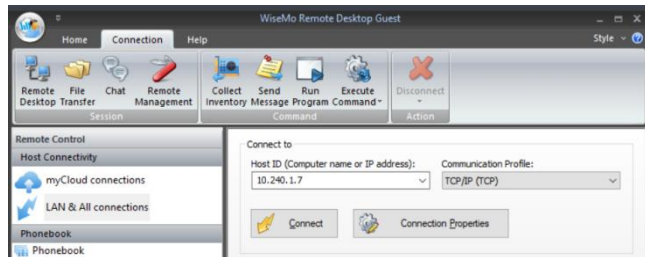 WiseMo Remote Desktop Guest
Home Connection Help Style
Remote Desktop
File Transfer
Chat
Remote Management
Collect Inventory
Send Message
Run Program
Execute Command
Disconnect
Session Command Action
Remote Control
Host Connectivity
myCloud connections
LAN & All connections
Phonebook
Phonebook
Connect to
Host ID (Computer name or IP address): Communication Profile:
10.240.1.7 TCP/IP (TCP)
Connect Connection Properties